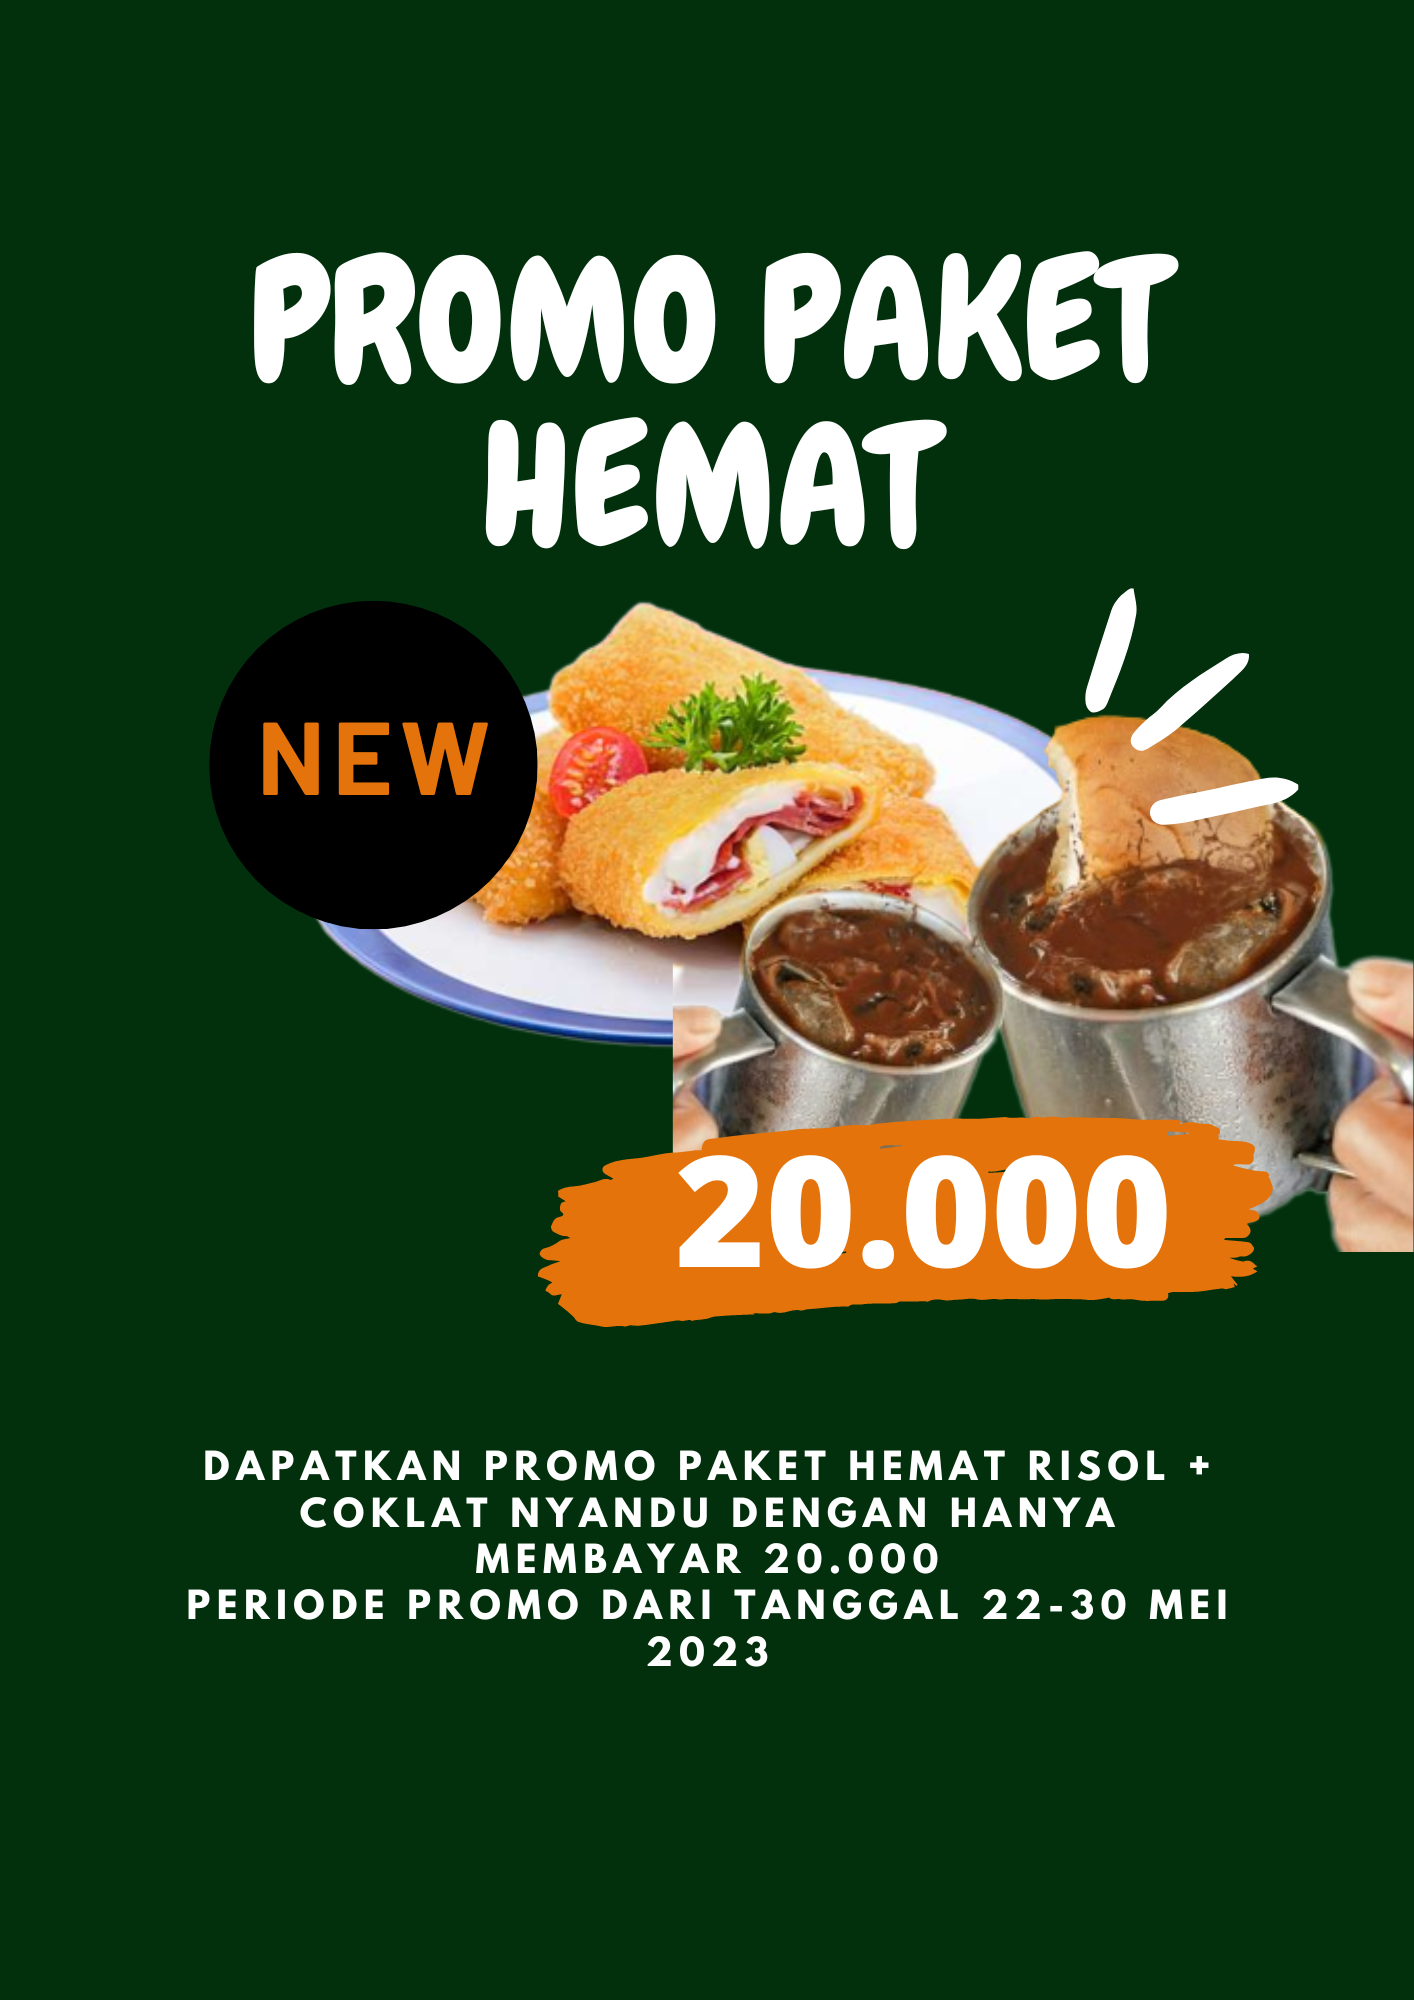 PROMO PAKET
HEMAT
NEW
20.000
DAPATKAN PROMO PAKET HEMAT RISOL +
COKLAT NYANDU DENGAN HANYA
MEMBAYAR 20.000
PERIODE PROMO DARI TANGGAL 22-30 MEI
2023